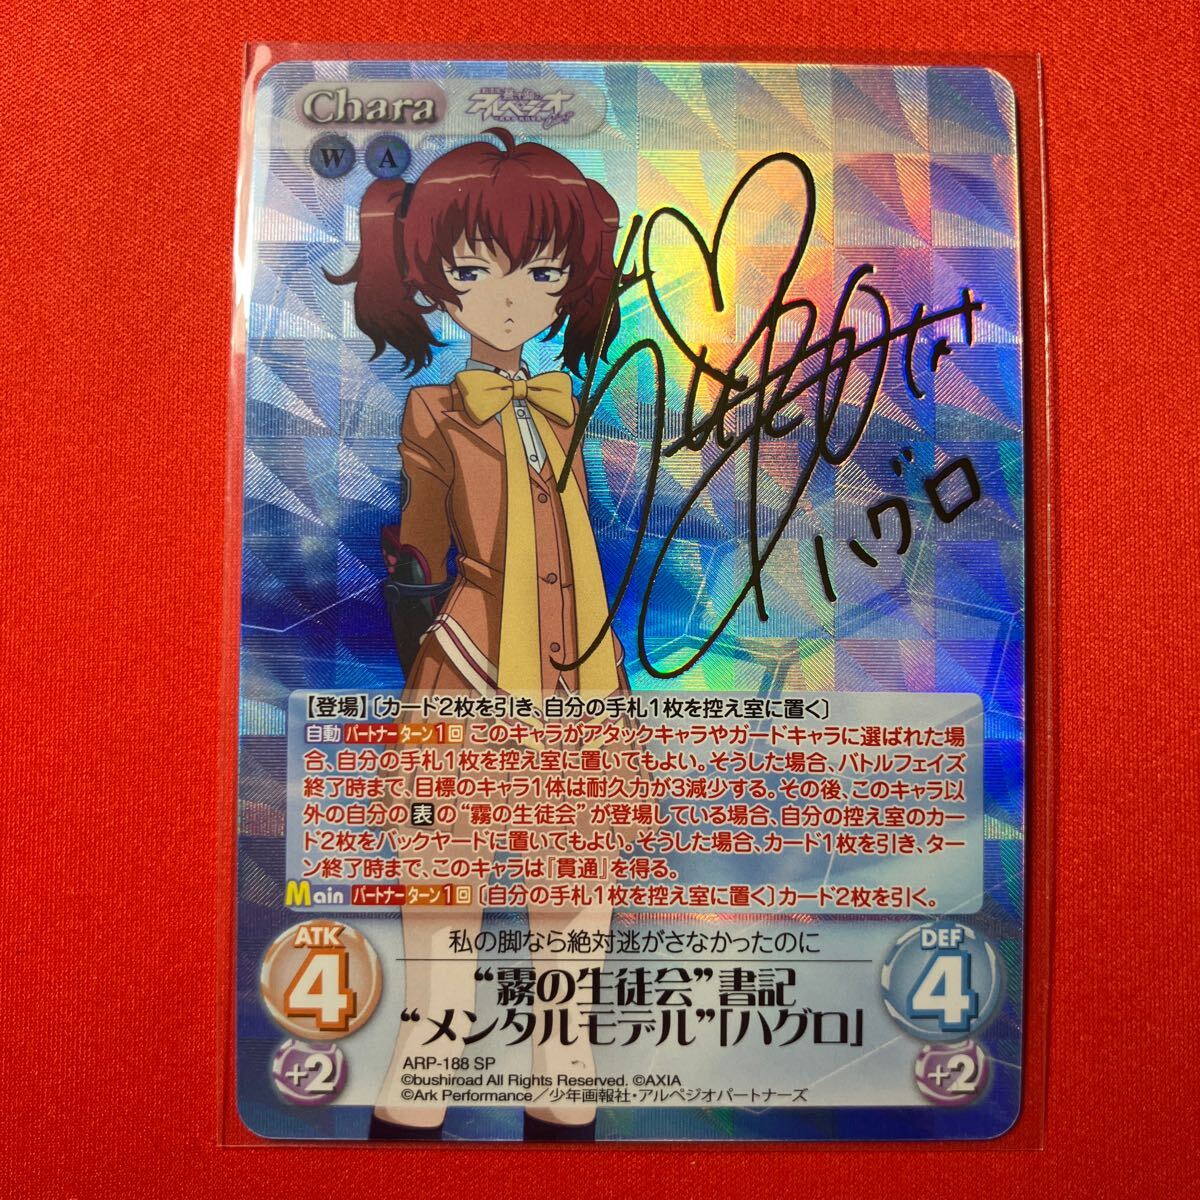 Chara
アルペジオ
W A
ハグロ
【登場】〔カード2枚を引き、自分の手札1枚を控え室に置く〕
自動 パートナー ターン1回 このキャラがアタックキャラやガードキャラに選ばれた場
合、自分の手札1枚を控え室に置いてもよい。そうした場合、バトルフェイズ
終了時まで、目標のキャラ1体は耐久力が3減少する。その後、このキャラ以
外の自分の表の“霧の生徒会”が登場している場合、自分の控え室のカー
ド2枚をバックヤードに置いてもよい。そうした場合、カード1枚を引き、ター
ン終了時まで、このキャラは『貫通』を得る。
Main パートナー ターン1回 〔自分の手札1枚を控え室に置く〕カード2枚を引く。
ATK
4
+2
私の脚なら絶対逃がさなかったのに
“霧の生徒会”書記
“メンタルモデル”「ハグロ」
DEF
4
+2
ARP-188 SP
©bushiroad All Rights Reserved. ©AXIA
©Ark Performance／少年画報社・アルペジオパートナーズ